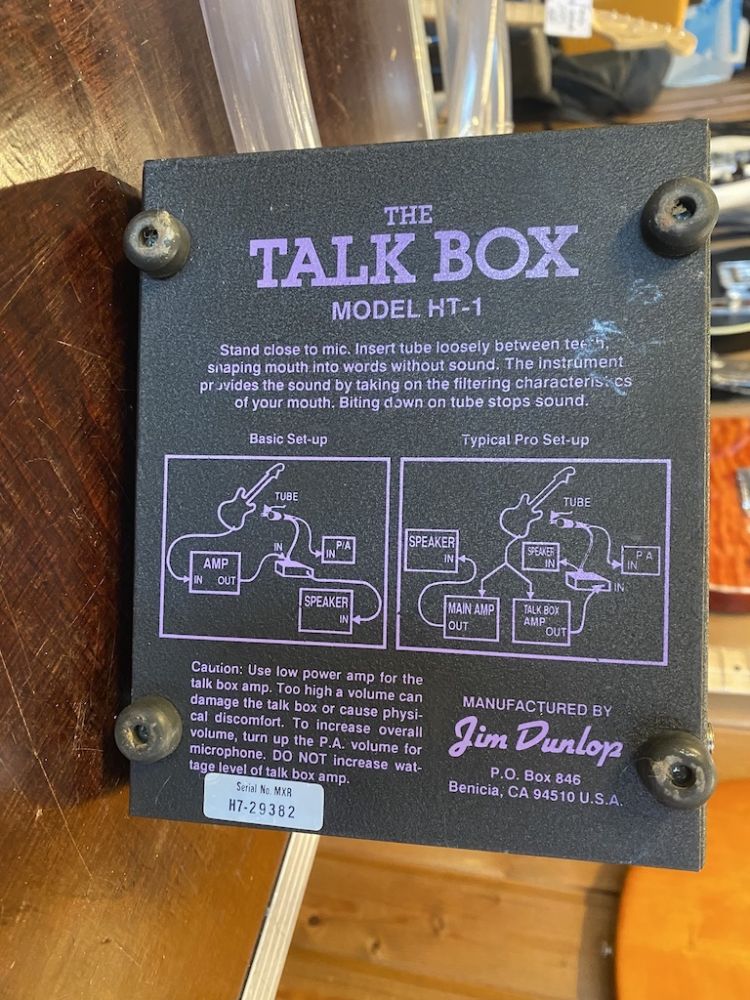 THE
TALK BOX
MODEL HT-1
Stand close to mic. Insert tube loosely between teeth,
shaping mouth into words without sound. The instrument
provides the sound by taking on the filtering characteristics
of your mouth. Biting down on tube stops sound.
Basic Set-up
TUBE
IN
P/A
IN
AMP
IN OUT
SPEAKER
IN
Typical Pro Set-up
TUBE
SPEAKER
IN
SPEAKER
IN
P A
IN
IN
MAIN AMP
OUT
TALK BOX
AMP
OUT
Caution: Use low power amp for the
talk box amp. Too high a volume can
damage the talk box or cause physi-
cal discomfort. To increase overall
volume, turn up the P.A. volume for
microphone. DO NOT increase wat-
tage level of talk box amp.
MANUFACTURED BY
Jim Dunlop
P.O. Box 846
Benicia, CA 94510 U.S.A.
Serial No. MXR
H7-29382